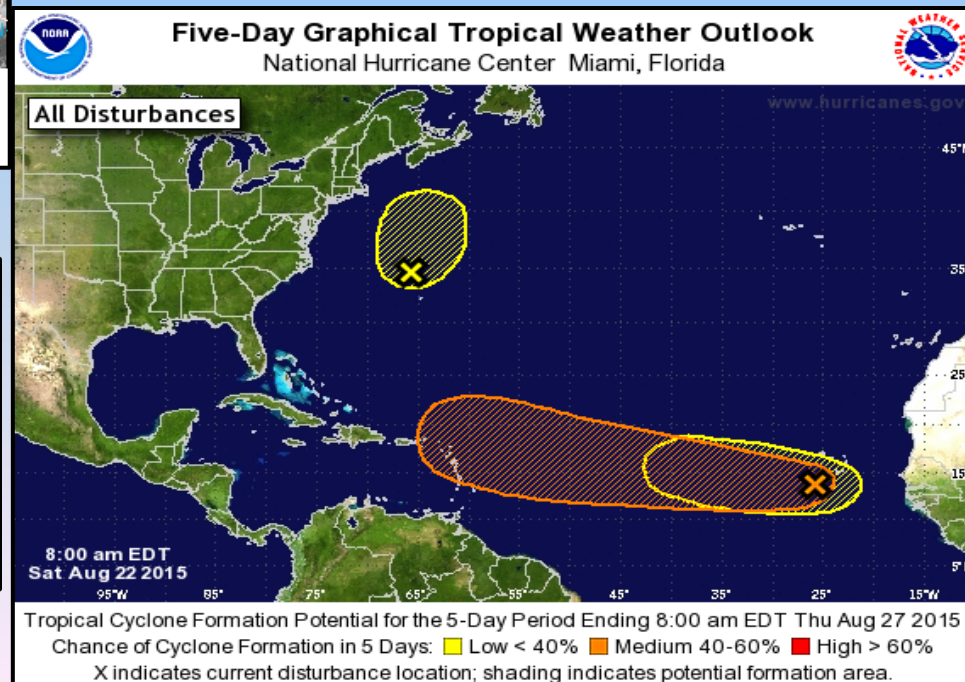 Five-Day Graphical Tropical Weather Outlook
National Hurricane Center Miami, Florida
NOAA
NATIONAL WEATHER SERVICE
All Disturbances
www.hurricanes.gov
45°N
35°
25°
15°
5°
8:00 am EDT
Sat Aug 22 2015
95°W 85° 75° 65° 55° 45° 35° 25° 15°W
Tropical Cyclone Formation Potential for the 5-Day Period Ending 8:00 am EDT Thu Aug 27 2015
Chance of Cyclone Formation in 5 Days: Low < 40% Medium 40-60% High > 60%
X indicates current disturbance location; shading indicates potential formation area.